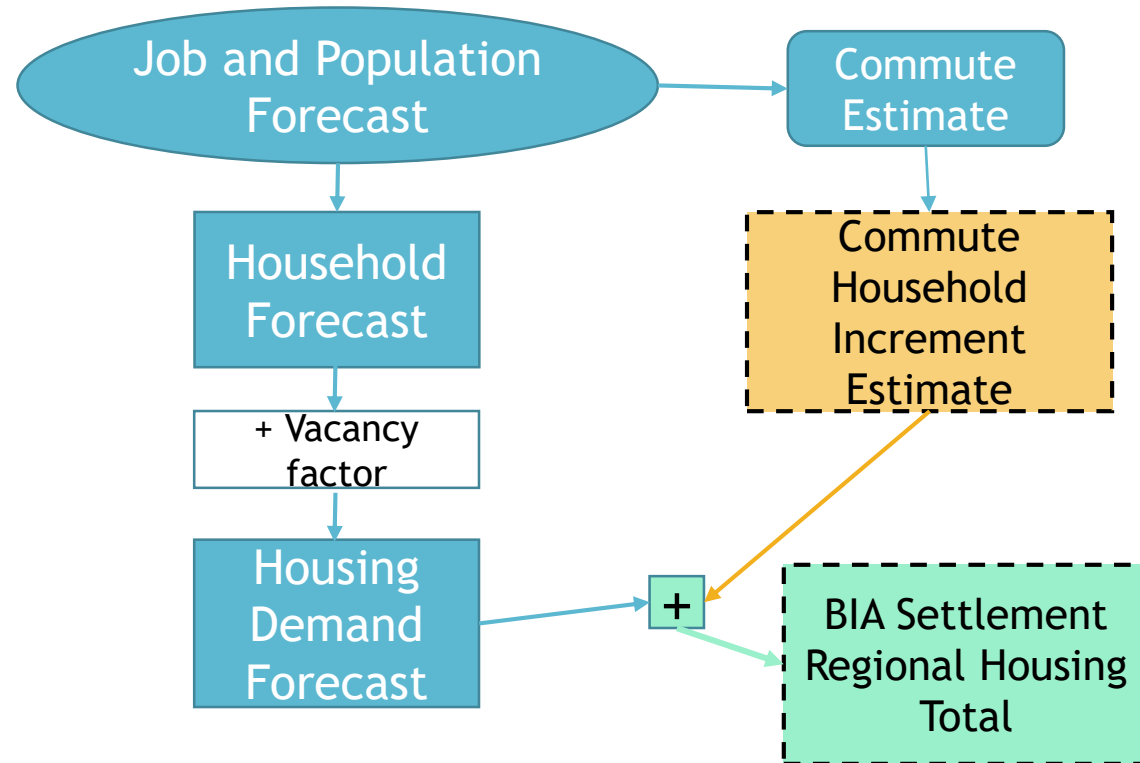 Job and Population
Forecast
Commute
Estimate
Household
Forecast
Commute
Household
Increment
Estimate
+ Vacancy
factor
Housing
Demand
Forecast
+
BIA Settlement
Regional Housing
Total